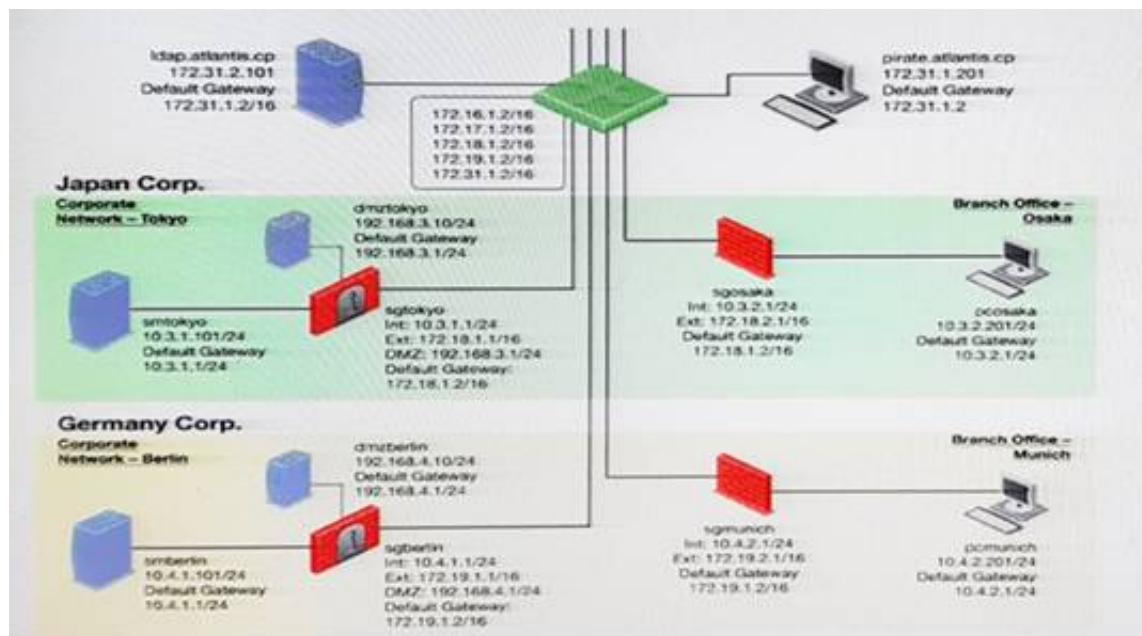 ldap.atlantis.cp
172.31.2.101
Default Gateway
172.31.1.2/16
pirate.atlantis.cp
172.31.1.201
Default Gateway
172.31.1.2
172.16.1.2/16
172.17.1.2/16
172.18.1.2/16
172.19.1.2/16
172.31.1.2/16
Japan Corp.
Corporate
Network – Tokyo
dmztokyo
192.168.3.10/24
Default Gateway
192.168.3.1/24
Branch Office –
Osaka
smtokyo
10.3.1.101/24
Default Gateway
10.3.1.1/24
sgtokyo
Int: 10.3.1.1/24
Ext: 172.18.1.1/16
DMZ: 192.168.3.1/24
Default Gateway:
172.18.1.2/16
sgosaka
Int: 10.3.2.1/24
Ext: 172.18.2.1/16
Default Gateway
172.18.1.2/16
pcosaka
10.3.2.201/24
Default Gateway
10.3.2.1/24
Germany Corp.
Corporate
Network – Berlin
dmzberlin
192.168.4.10/24
Default Gateway
192.168.4.1/24
Branch Office –
Munich
smberlin
10.4.1.101/24
Default Gateway
10.4.1.1/24
sgberlin
Int: 10.4.1.1/24
Ext: 172.19.1.1/16
DMZ: 192.168.4.1/24
Default Gateway:
172.19.1.2/16
sgmunich
Int: 10.4.2.1/24
Ext: 172.19.2.1/16
Default Gateway
172.19.1.2/16
pcmunich
10.4.2.201/24
Default Gateway
10.4.2.1/24